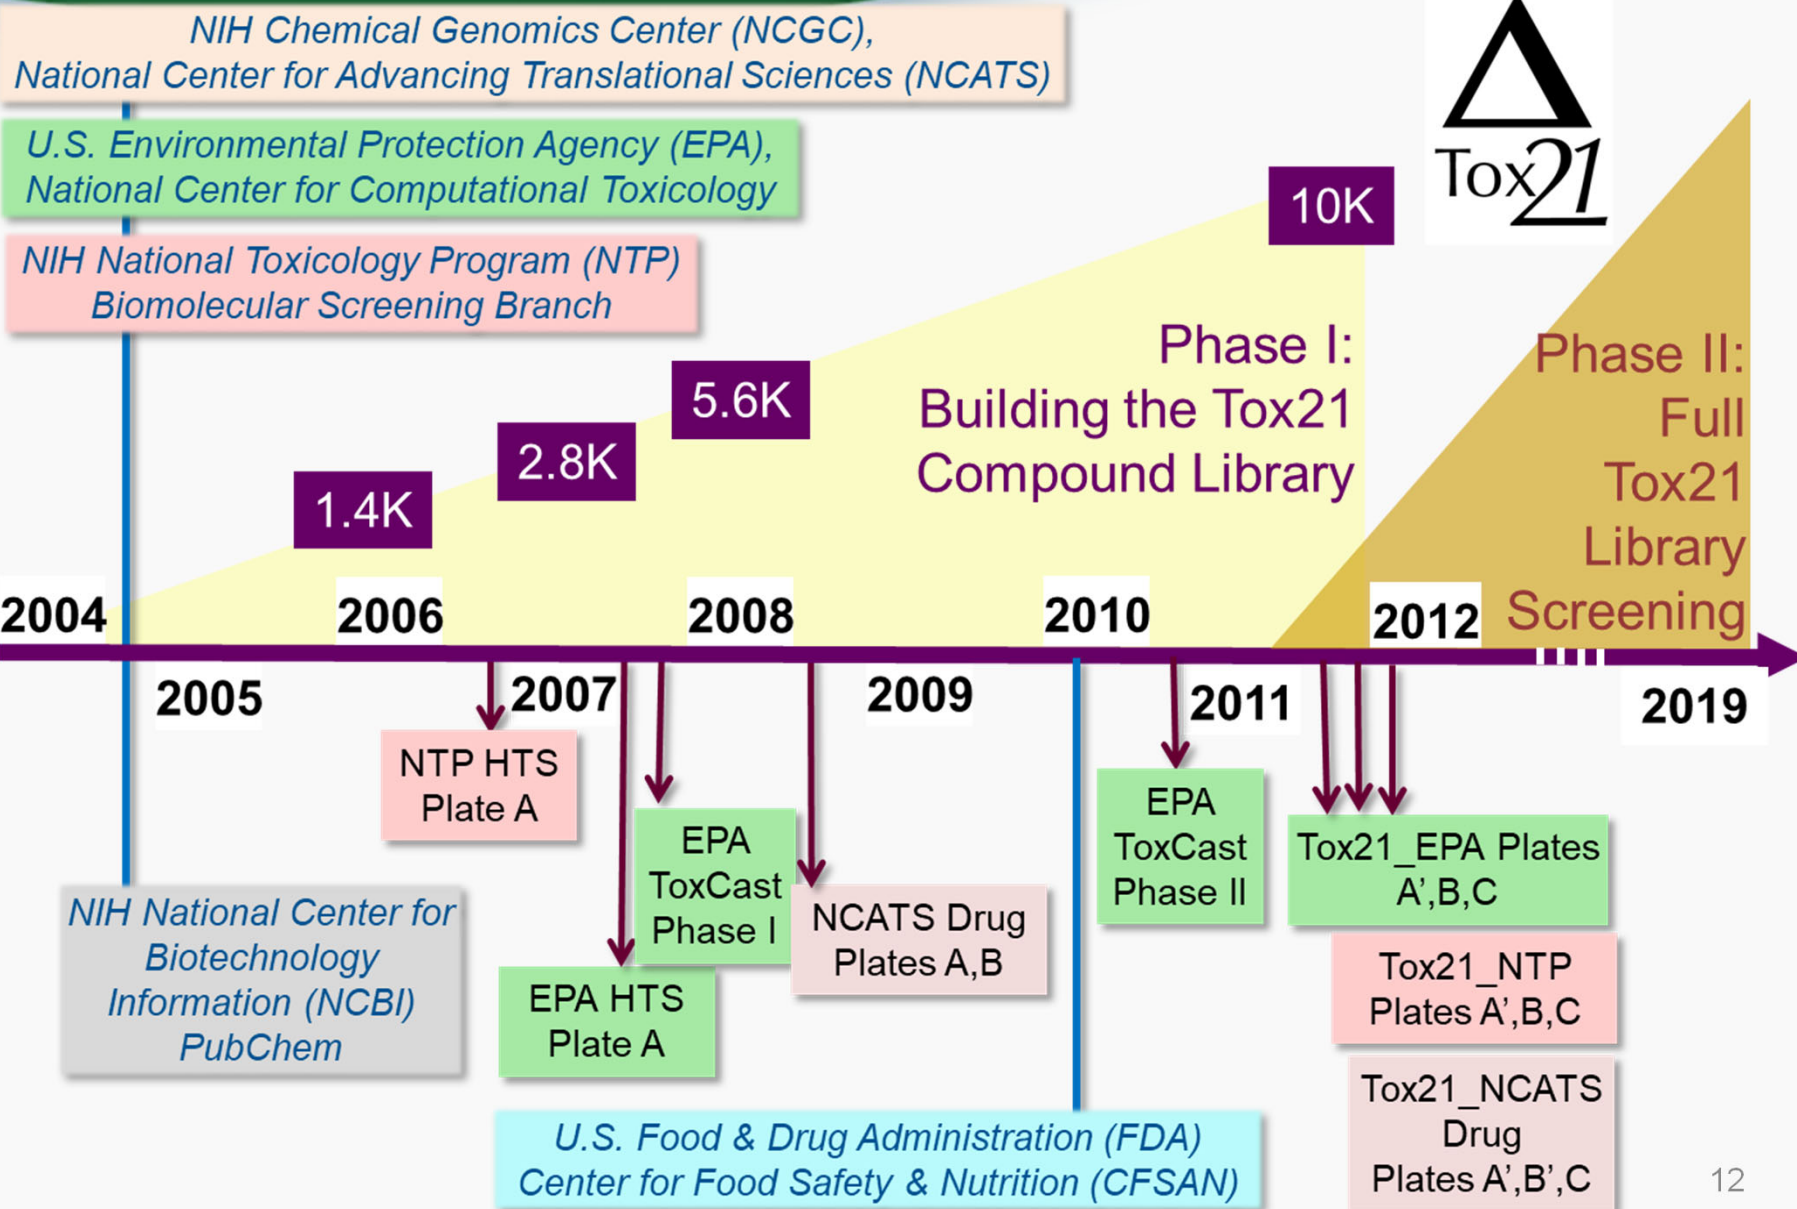 NIH Chemical Genomics Center (NCGC),
National Center for Advancing Translational Sciences (NCATS)
U.S. Environmental Protection Agency (EPA),
National Center for Computational Toxicology
NIH National Toxicology Program (NTP)
Biomolecular Screening Branch
Tox21
10K
5.6K
2.8K
1.4K
Phase I:
Building the Tox21
Compound Library
Phase II:
Full
Tox21
Library
Screening
2004
2006
2008
2010
2012
2005
2007
2009
2011
2019
NTP HTS
Plate A
EPA
ToxCast
Phase I
EPA HTS
Plate A
NCATS Drug
Plates A,B
EPA
ToxCast
Phase II
Tox21_EPA Plates
A’,B,C
Tox21_NTP
Plates A’,B,C
Tox21_NCATS
Drug
Plates A’,B’,C
NIH National Center for
Biotechnology
Information (NCBI)
PubChem
U.S. Food & Drug Administration (FDA)
Center for Food Safety & Nutrition (CFSAN)
12